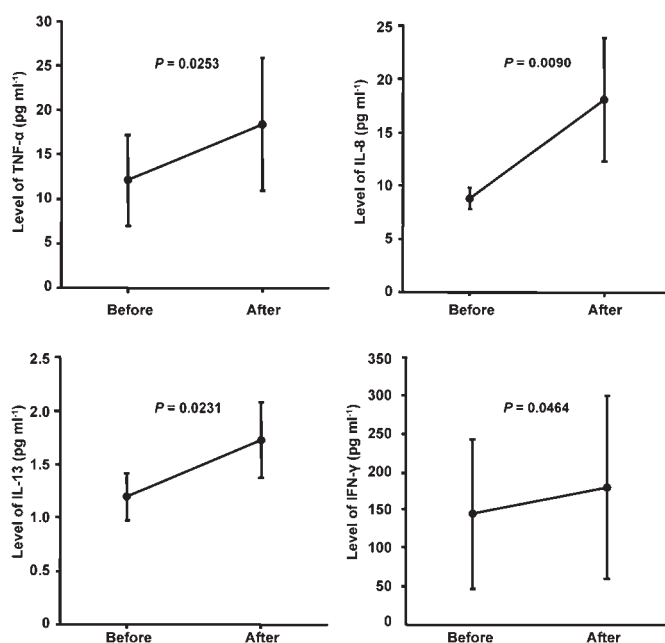 Level of TNF-α (pg ml⁻¹)
30
25
20
15
10
5
0
P = 0.0253
Before
After
Level of IL-8 (pg ml⁻¹)
25
20
15
10
5
0
P = 0.0090
Before
After
Level of IL-13 (pg ml⁻¹)
2.5
2.0
1.5
1.0
0.5
0
P = 0.0231
Before
After
Level of IFN-γ (pg ml⁻¹)
350
300
250
200
150
100
50
0
P = 0.0464
Before
After